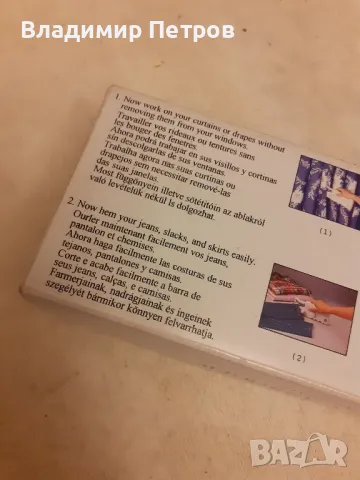 Владимир Петров
1. Now work on your curtains or drapes without
removing them from your windows.
Travailler vos rideaux ou tentures sans
les bouger des fenetres
Ahora podrá trabajar en sus visillos y cortinas
sin descolgarlas de sus ventanas.
Trabalha agora nas suas cortinas ou
drapejos sem necessitar remove-las
das suas janelas.
Most függönyein illetve sötétítőin az ablakról
való levételük nékül ls dolgozhat.
(1)
2. Now hem your jeans, slacks, and skirts easily.
Ourler maintenant facilement vos jeans,
pantalon et chemises.
Ahora haga facilmente las costuras de sus
tejanos, pantalones y camisas.
Corte e acabe facilmente a barra de
seus jeans, calças, e camisas.
Farmerjainak, nadrágjainak és ingeinek
szegélyét bármikor könnyen felvarrhatja.
(2)
BAZAR